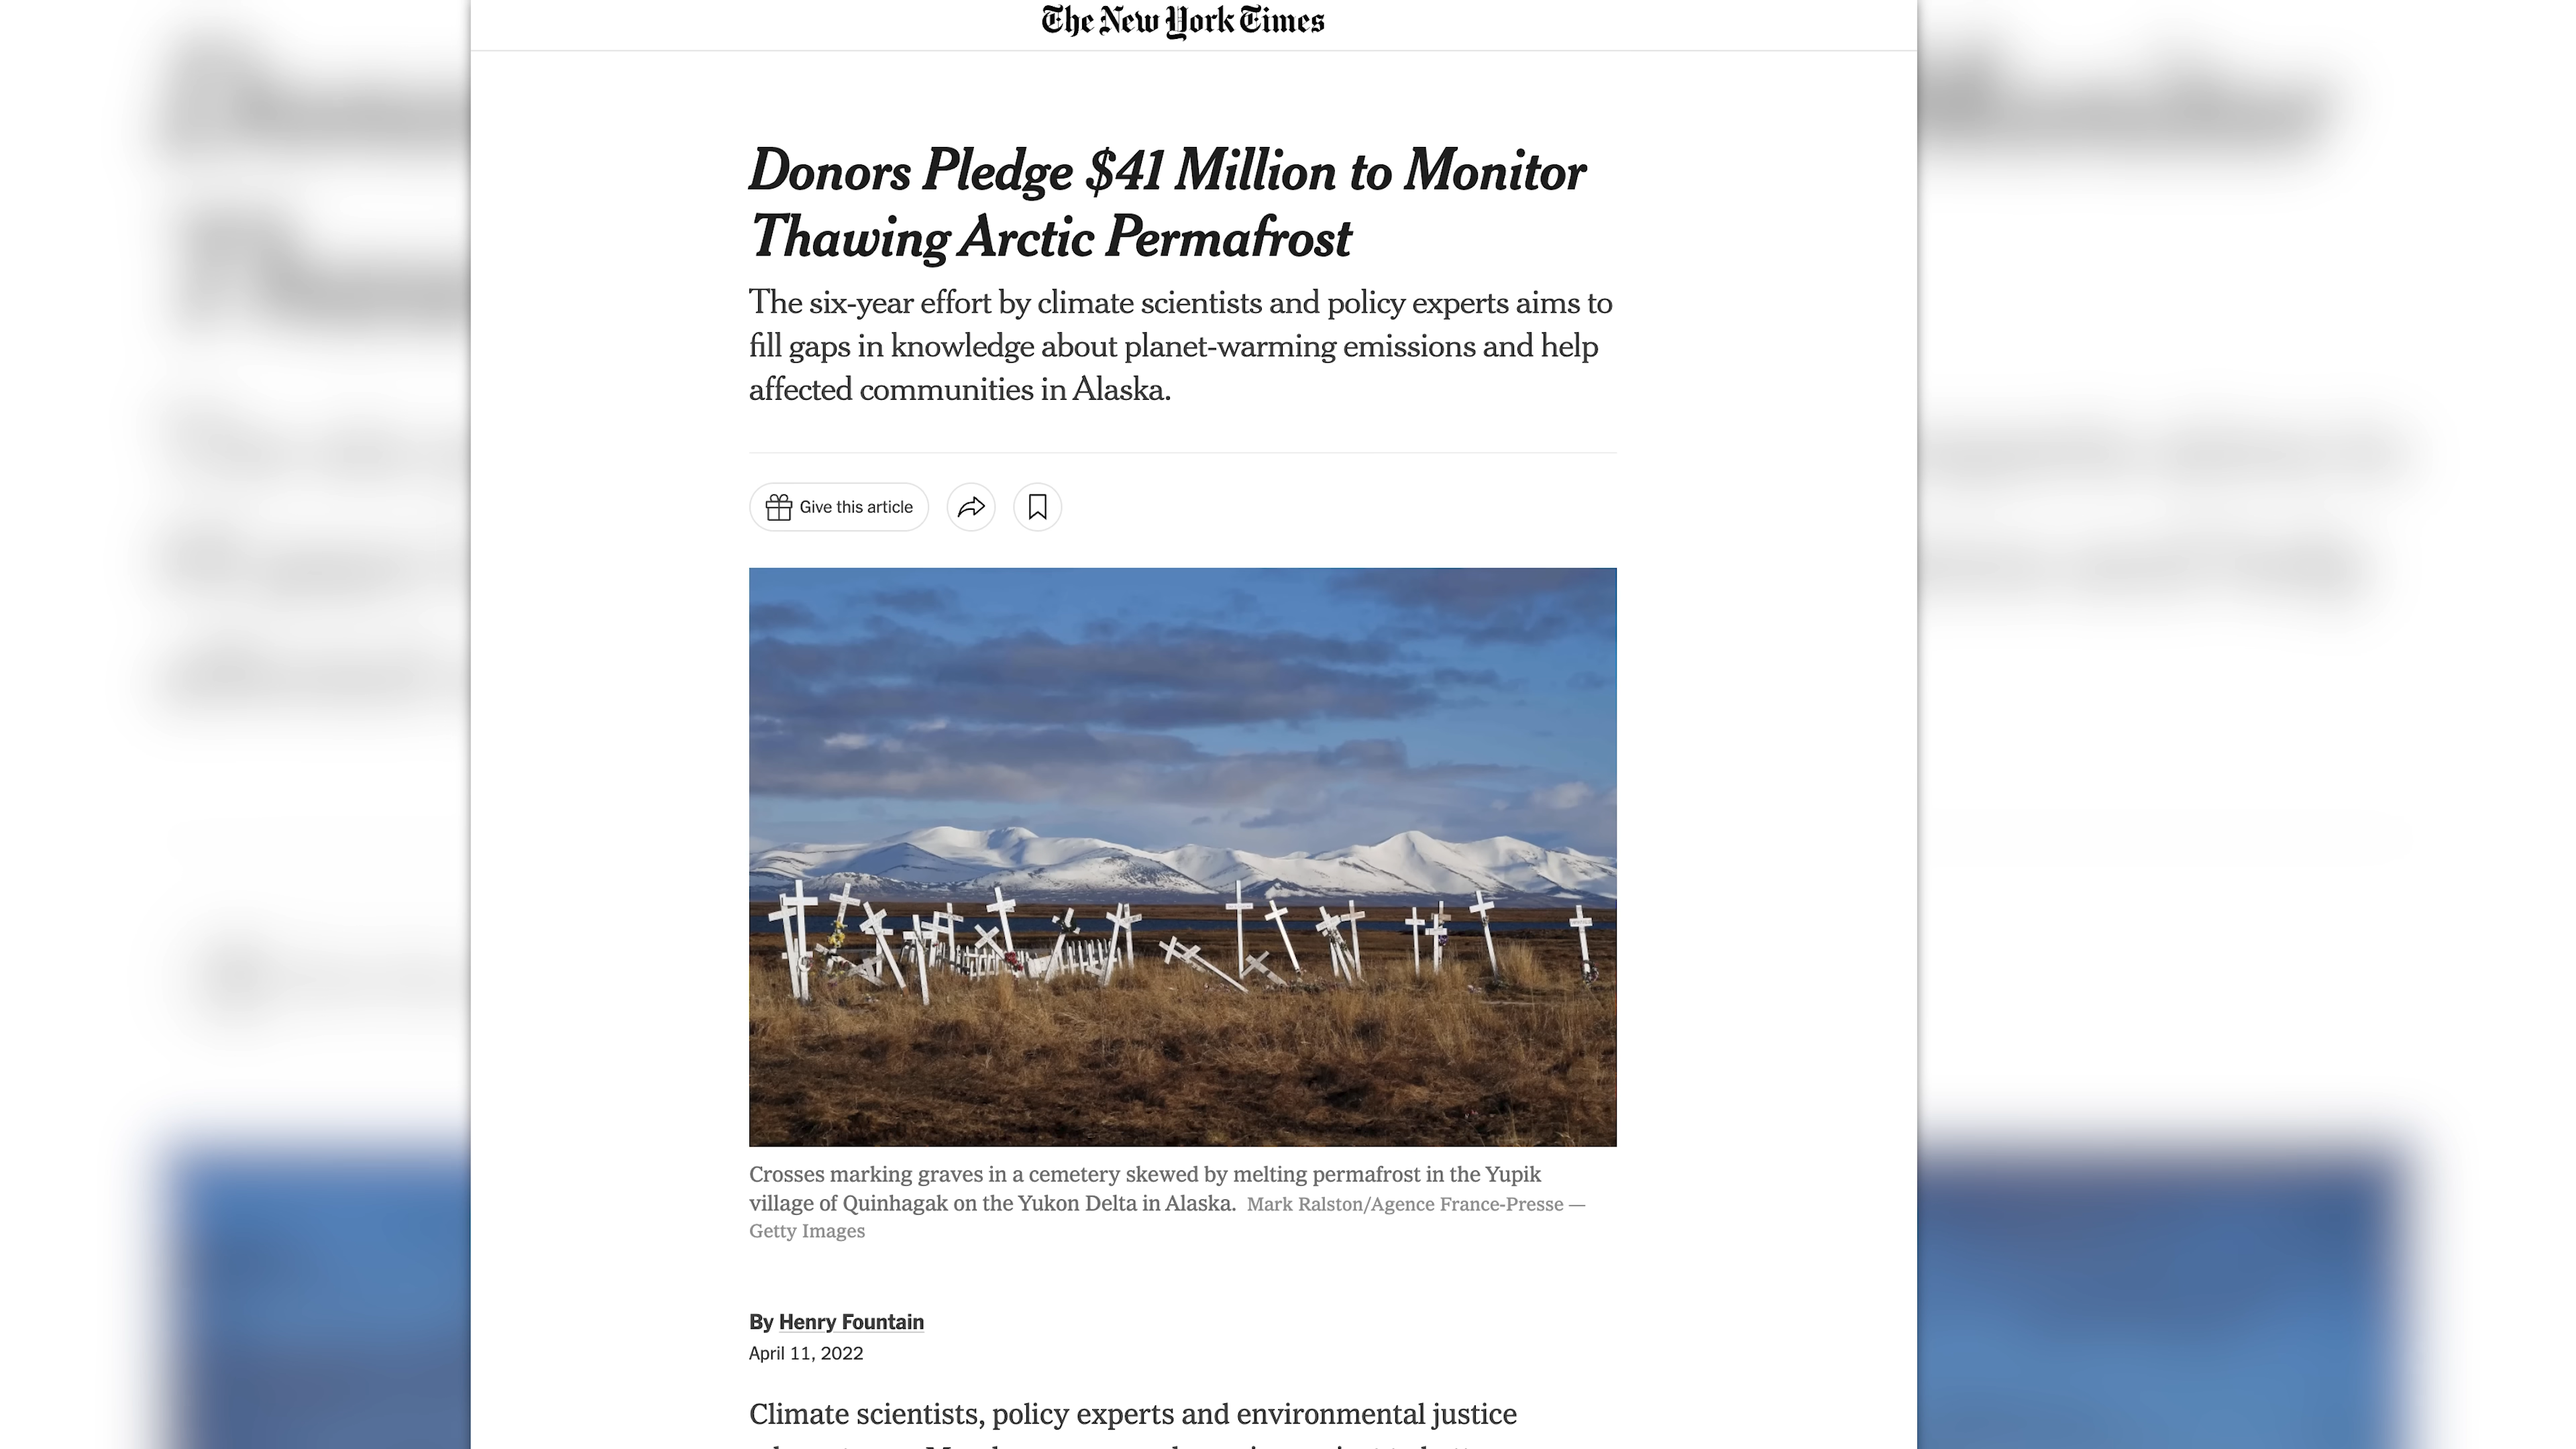 The New York Times
Donors Pledge $41 Million to Monitor
Thawing Arctic Permafrost
The six-year effort by climate scientists and policy experts aims to
fill gaps in knowledge about planet-warming emissions and help
affected communities in Alaska.
Give this article
Crosses marking graves in a cemetery skewed by melting permafrost in the Yupik
village of Quinhagak on the Yukon Delta in Alaska. Mark Ralston/Agence France-Presse —
Getty Images
By Henry Fountain
April 11, 2022
Climate scientists, policy experts and environmental justice